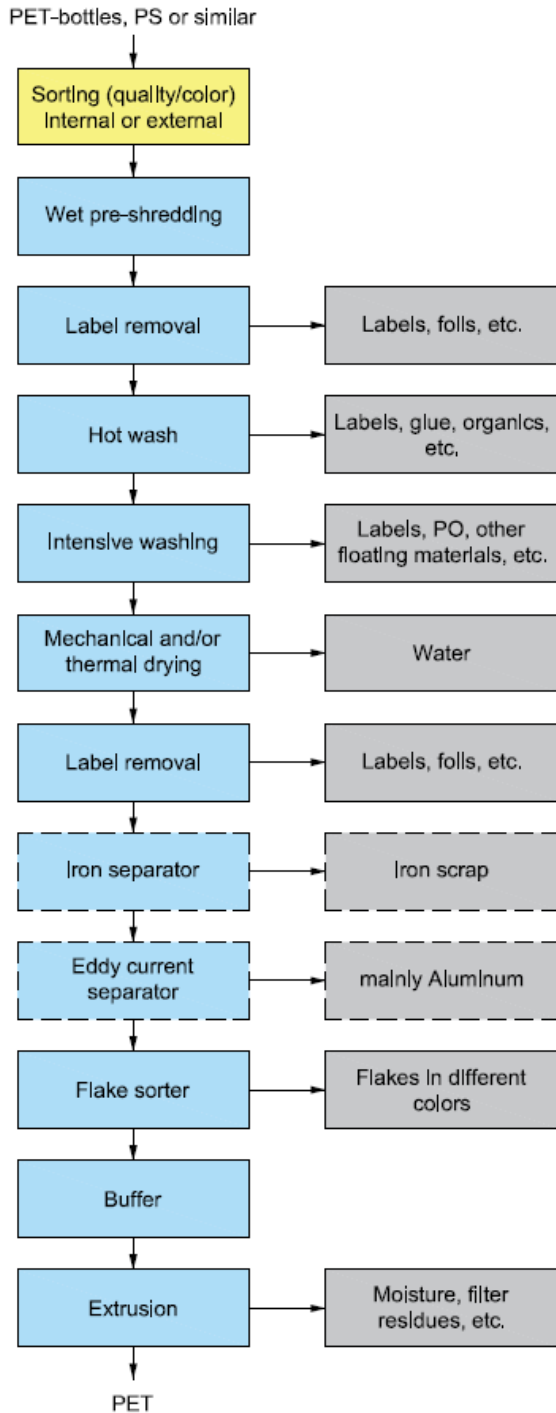 PET-bottles, PS or similar
Sorting (quality/color)
internal or external
Wet pre-shredding
Label removal
Labels, foils, etc.
Hot wash
Labels, glue, organics,
etc.
Intensive washing
Labels, PO, other
floating materials, etc.
Mechanical and/or
thermal drying
Water
Label removal
Labels, foils, etc.
Iron separator
Iron scrap
Eddy current
separator
mainly Aluminum
Flake sorter
Flakes in different
colors
Buffer
Extrusion
Moisture, filter
residues, etc.
PET